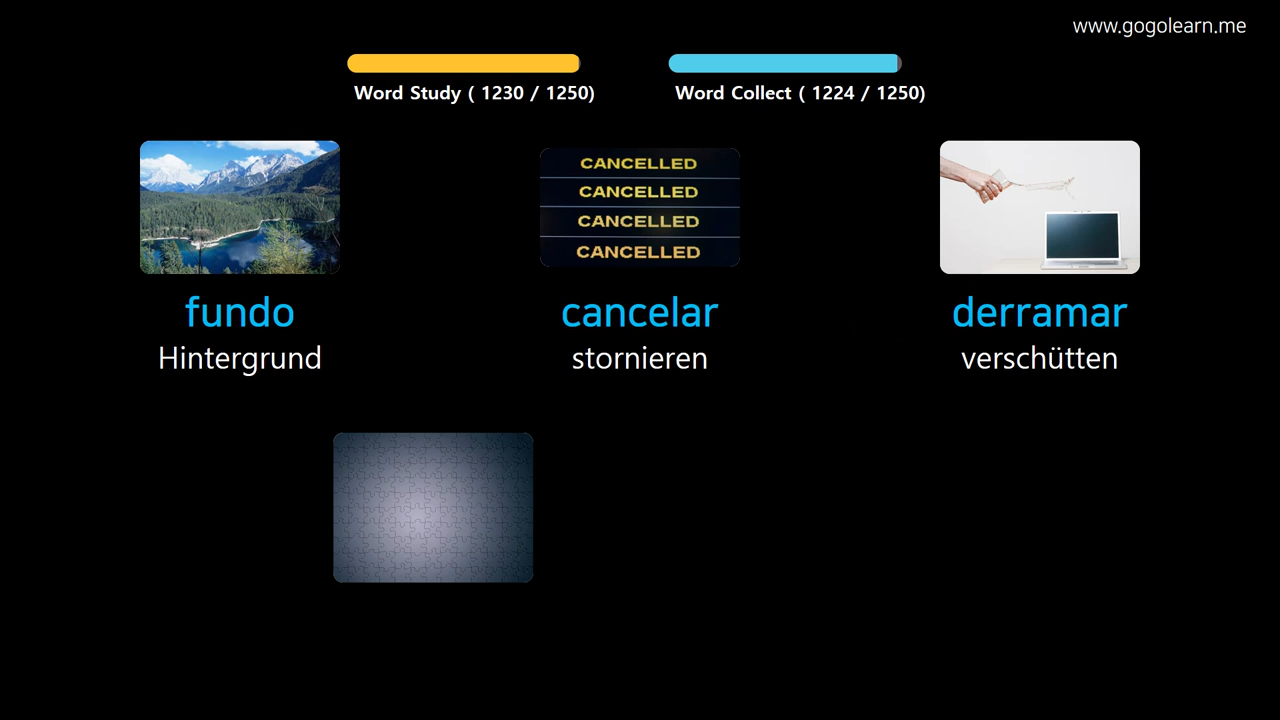 www.gogolearn.me
Word Study ( 1230 / 1250)
Word Collect ( 1224 / 1250)
CANCELLED
CANCELLED
CANCELLED
CANCELLED
fundo
cancelar
derramar
Hintergrund
stornieren
verschütten